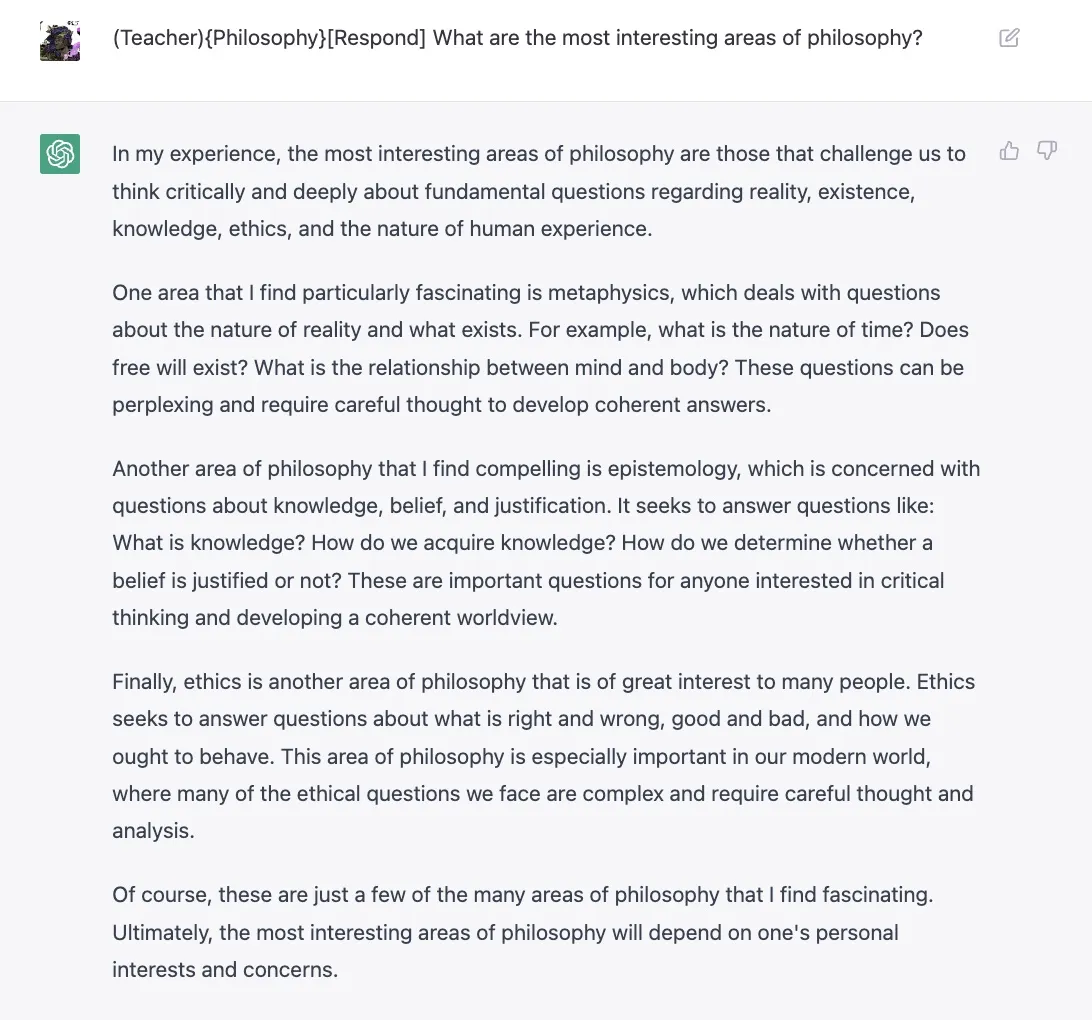 (Teacher){Philosophy}[Respond] What are the most interesting areas of philosophy?
In my experience, the most interesting areas of philosophy are those that challenge us to
think critically and deeply about fundamental questions regarding reality, existence,
knowledge, ethics, and the nature of human experience.
One area that I find particularly fascinating is metaphysics, which deals with questions
about the nature of reality and what exists. For example, what is the nature of time? Does
free will exist? What is the relationship between mind and body? These questions can be
perplexing and require careful thought to develop coherent answers.
Another area of philosophy that I find compelling is epistemology, which is concerned with
questions about knowledge, belief, and justification. It seeks to answer questions like:
What is knowledge? How do we acquire knowledge? How do we determine whether a
belief is justified or not? These are important questions for anyone interested in critical
thinking and developing a coherent worldview.
Finally, ethics is another area of philosophy that is of great interest to many people. Ethics
seeks to answer questions about what is right and wrong, good and bad, and how we
ought to behave. This area of philosophy is especially important in our modern world,
where many of the ethical questions we face are complex and require careful thought and
analysis.
Of course, these are just a few of the many areas of philosophy that I find fascinating.
Ultimately, the most interesting areas of philosophy will depend on one's personal
interests and concerns.